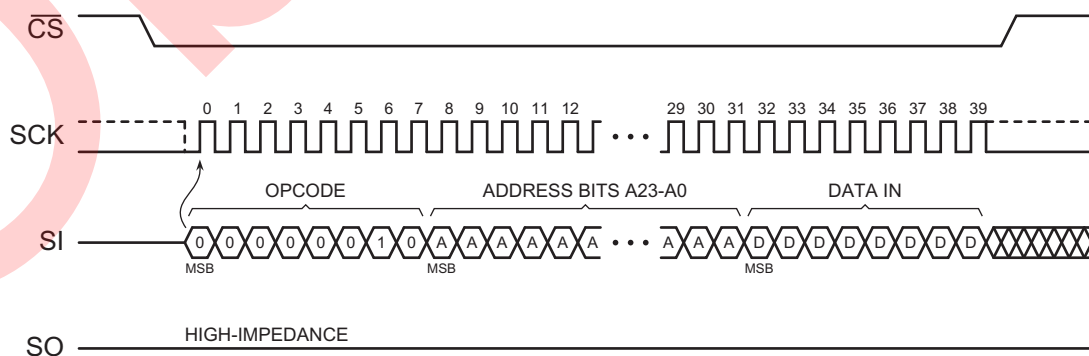 CS
0 1 2 3 4 5 6 7 8 9 10 11 12 29 30 31 32 33 34 35 36 37 38 39
SCK
OPCODE ADDRESS BITS A23-A0 DATA IN
SI 0 0 0 0 0 0 1 0 A A A A A A A A A D D D D D D D D
MSB MSB MSB
HIGH-IMPEDANCE
SO